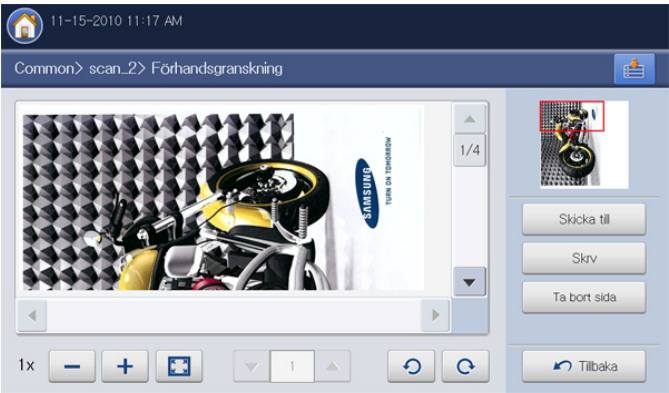 11-15-2010 11:17 AM
Common> scan_2> Förhandsgranskning
SAMSUNG
TURN ON TOMORROW
1/4
Skicka till
Skrv
Ta bort sida
1x
1
Tillbaka